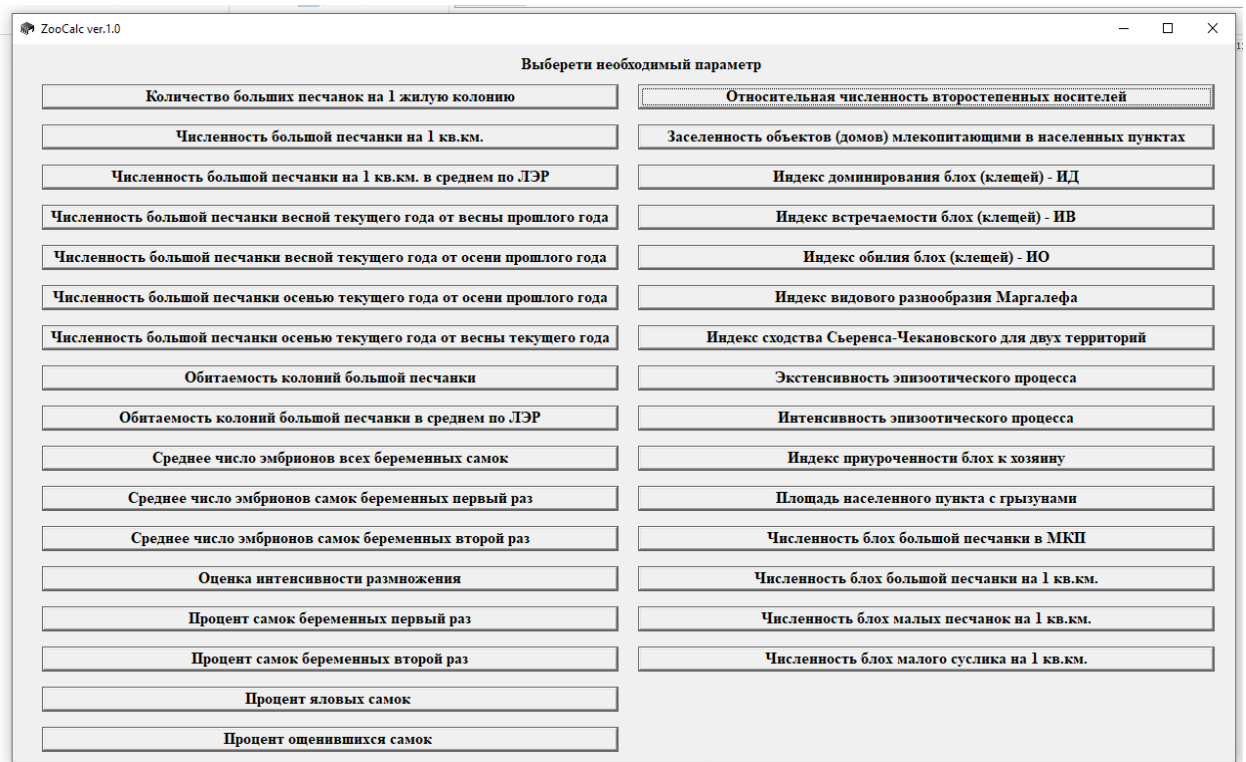 ZooCalc ver.1.0
Выберети необходимый параметр
Количество больших песчанок на 1 жилую колонию
Численность большой песчанки на 1 кв.км.
Численность большой песчанки на 1 кв.км. в среднем по ЛЭР
Численность большой песчанки весной текущего года от весны прошлого года
Численность большой песчанки весной текущего года от осени прошлого года
Численность большой песчанки осенью текущего года от осени прошлого года
Численность большой песчанки осенью текущего года от весны текущего года
Обитаемость колоний большой песчанки
Обитаемость колоний большой песчанки в среднем по ЛЭР
Среднее число эмбрионов всех беременных самок
Среднее число эмбрионов самок беременных первый раз
Среднее число эмбрионов самок беременных второй раз
Оценка интенсивности размножения
Процент самок беременных первый раз
Процент самок беременных второй раз
Процент яловых самок
Процент ощенившихся самок
Относительная численность второстепенных носителей
Заселенность объектов (домов) млекопитающими в населенных пунктах
Индекс доминирования блох (клещей) - ИД
Индекс встречаемости блох (клещей) - ИВ
Индекс обилия блох (клещей) - ИО
Индекс видового разнообразия Маргалефа
Индекс сходства Сьеренса-Чекановского для двух территорий
Экстенсивность эпизоотического процесса
Интенсивность эпизоотического процесса
Индекс приуроченности блох к хозяину
Площадь населенного пункта с грызунами
Численность блох большой песчанки в МКП
Численность блох большой песчанки на 1 кв.км.
Численность блох малых песчанок на 1 кв.км.
Численность блох малого суслика на 1 кв.км.